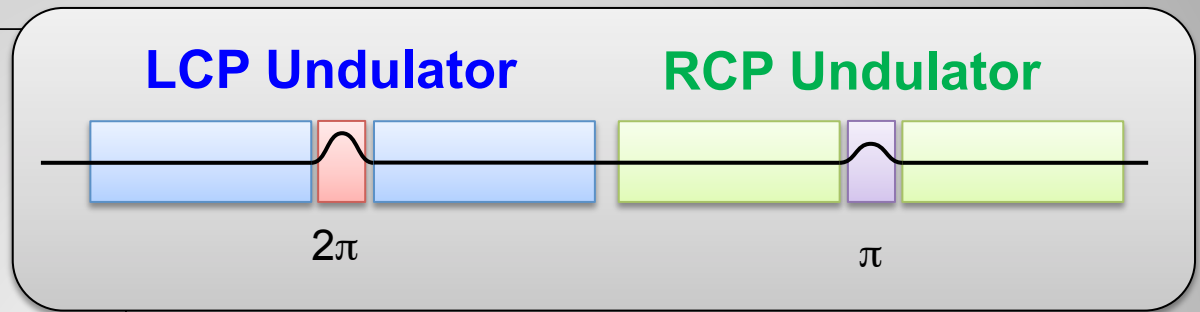 LCP Undulator RCP Undulator
2π π